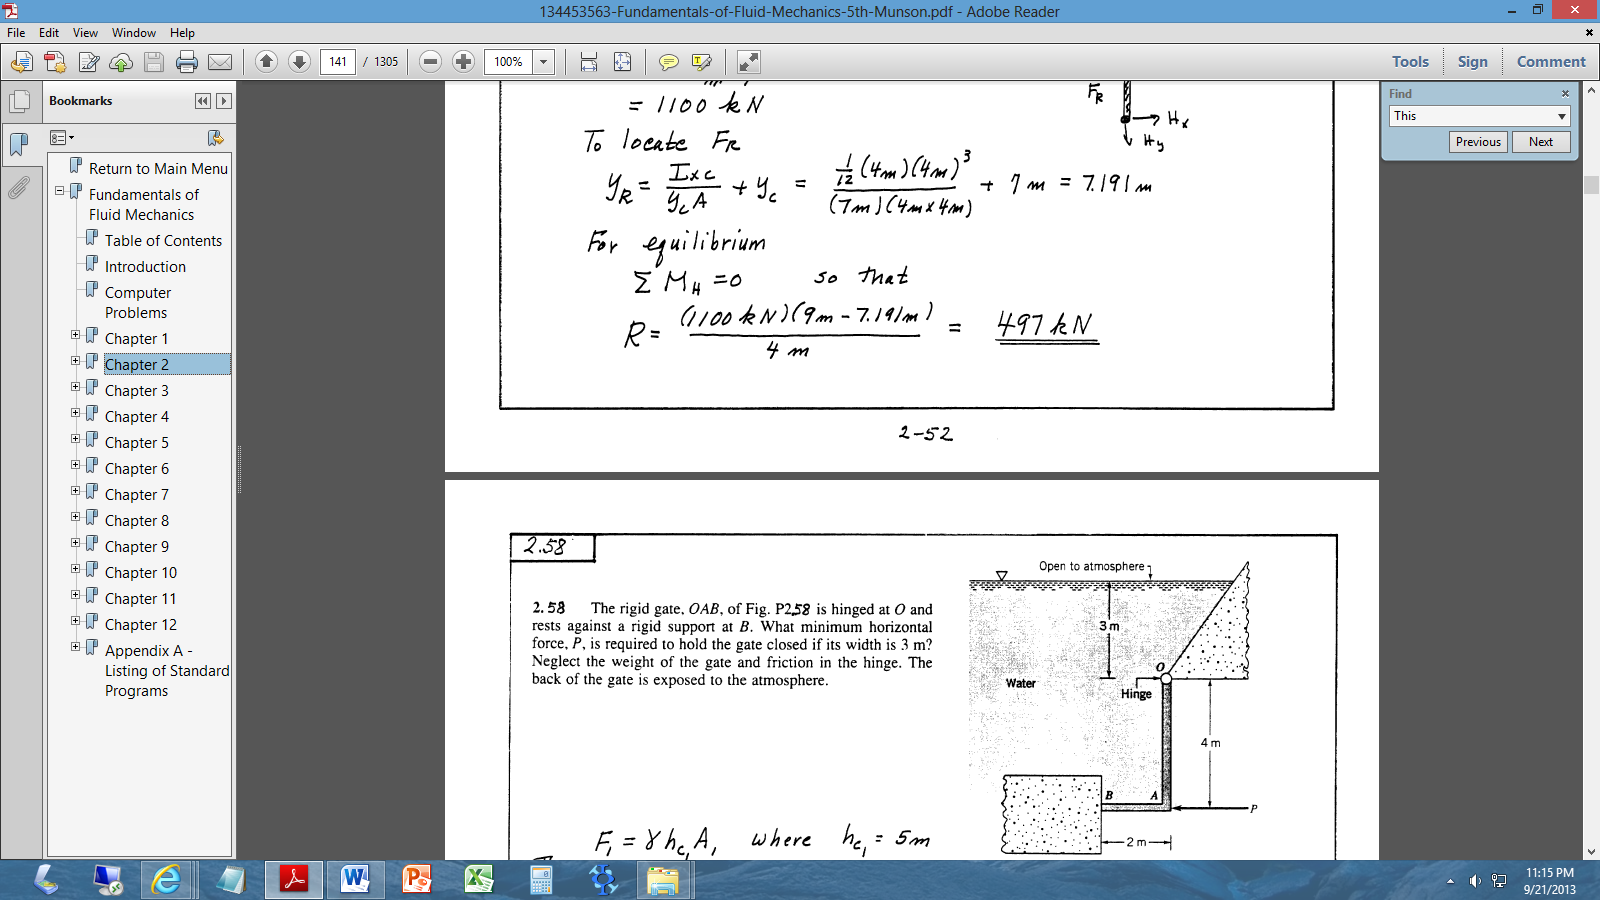 134453563-Fundamentals-of-Fluid-Mechanics-5th-Munson.pdf - Adobe Reader
File Edit View Window Help
141 / 1305 100% Tools Sign Comment
Bookmarks
Return to Main Menu
Fundamentals of
Fluid Mechanics
Table of Contents
Introduction
Computer
Problems
Chapter 1
Chapter 2
Chapter 3
Chapter 4
Chapter 5
Chapter 6
Chapter 7
Chapter 8
Chapter 9
Chapter 10
Chapter 11
Chapter 12
Appendix A -
Listing of Standard
Programs
Find
This
Previous Next
= 1100 kN
To locate F_R
y_R = I_xc / (y_c A) + y_c = (1/12 (4m)(4m)^3) / ((7m)(4m x 4m)) + 7m = 7.191 m
For equilibrium
Σ M_H = 0 so that
R = (1100 kN)(9m - 7.191m) / 4 m = 497 kN
F_R
H_x
H_y
2-52
2.58
2.58 The rigid gate, OAB, of Fig. P2.58 is hinged at O and
rests against a rigid support at B. What minimum horizontal
force, P, is required to hold the gate closed if its width is 3 m?
Neglect the weight of the gate and friction in the hinge. The
back of the gate is exposed to the atmosphere.
Open to atmosphere
3 m
O
Water
Hinge
4 m
B A
P
2 m
F_1 = γ h_c1 A_1 where h_c1 = 5m
11:15 PM
9/21/2013